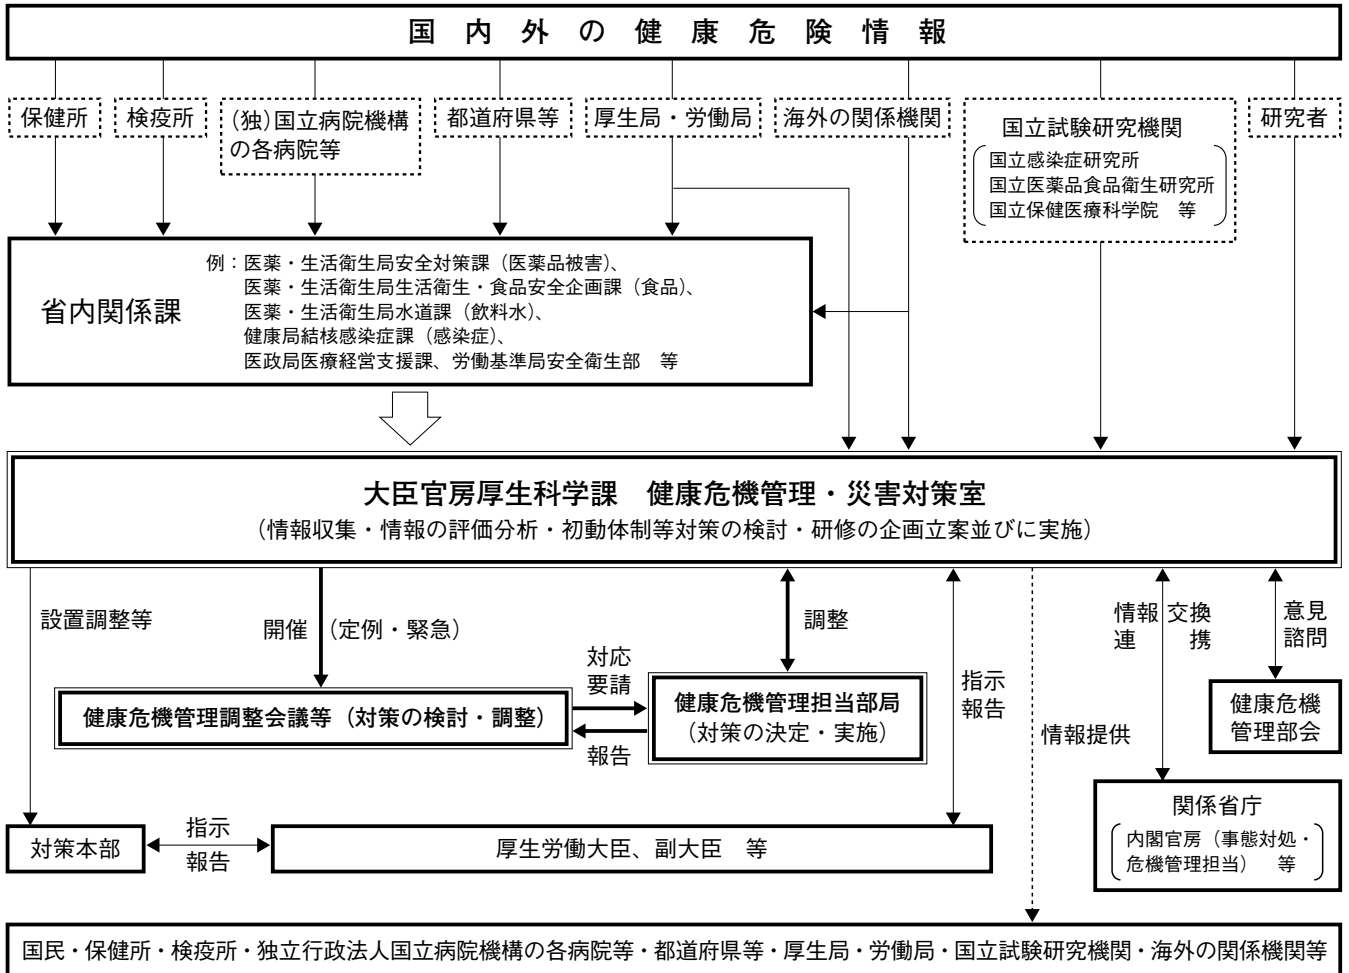 国内外の健康危険情報
保健所
検疫所
(独)国立病院機構
の各病院等
都道府県等
厚生局・労働局
海外の関係機関
国立試験研究機関
国立感染症研究所
国立医薬品食品衛生研究所
国立保健医療科学院　等
研究者
省内関係課
例：医薬・生活衛生局安全対策課（医薬品被害）、
医薬・生活衛生局生活衛生・食品安全企画課（食品）、
医薬・生活衛生局水道課（飲料水）、
健康局結核感染症課（感染症）、
医政局医療経営支援課、労働基準局安全衛生部　等
大臣官房厚生科学課　健康危機管理・災害対策室
（情報収集・情報の評価分析・初動体制等対策の検討・研修の企画立案並びに実施）
設置調整等
開催（定例・緊急）
調整
指示
報告
情報提供
情報交換
連携
意見
諮問
健康危機管理調整会議等（対策の検討・調整）
対応
要請
報告
健康危機管理担当部局
（対策の決定・実施）
健康危機
管理部会
関係省庁
内閣官房（事態対処・
危機管理担当）　等
対策本部
指示
報告
厚生労働大臣、副大臣　等
国民・保健所・検疫所・独立行政法人国立病院機構の各病院等・都道府県等・厚生局・労働局・国立試験研究機関・海外の関係機関等